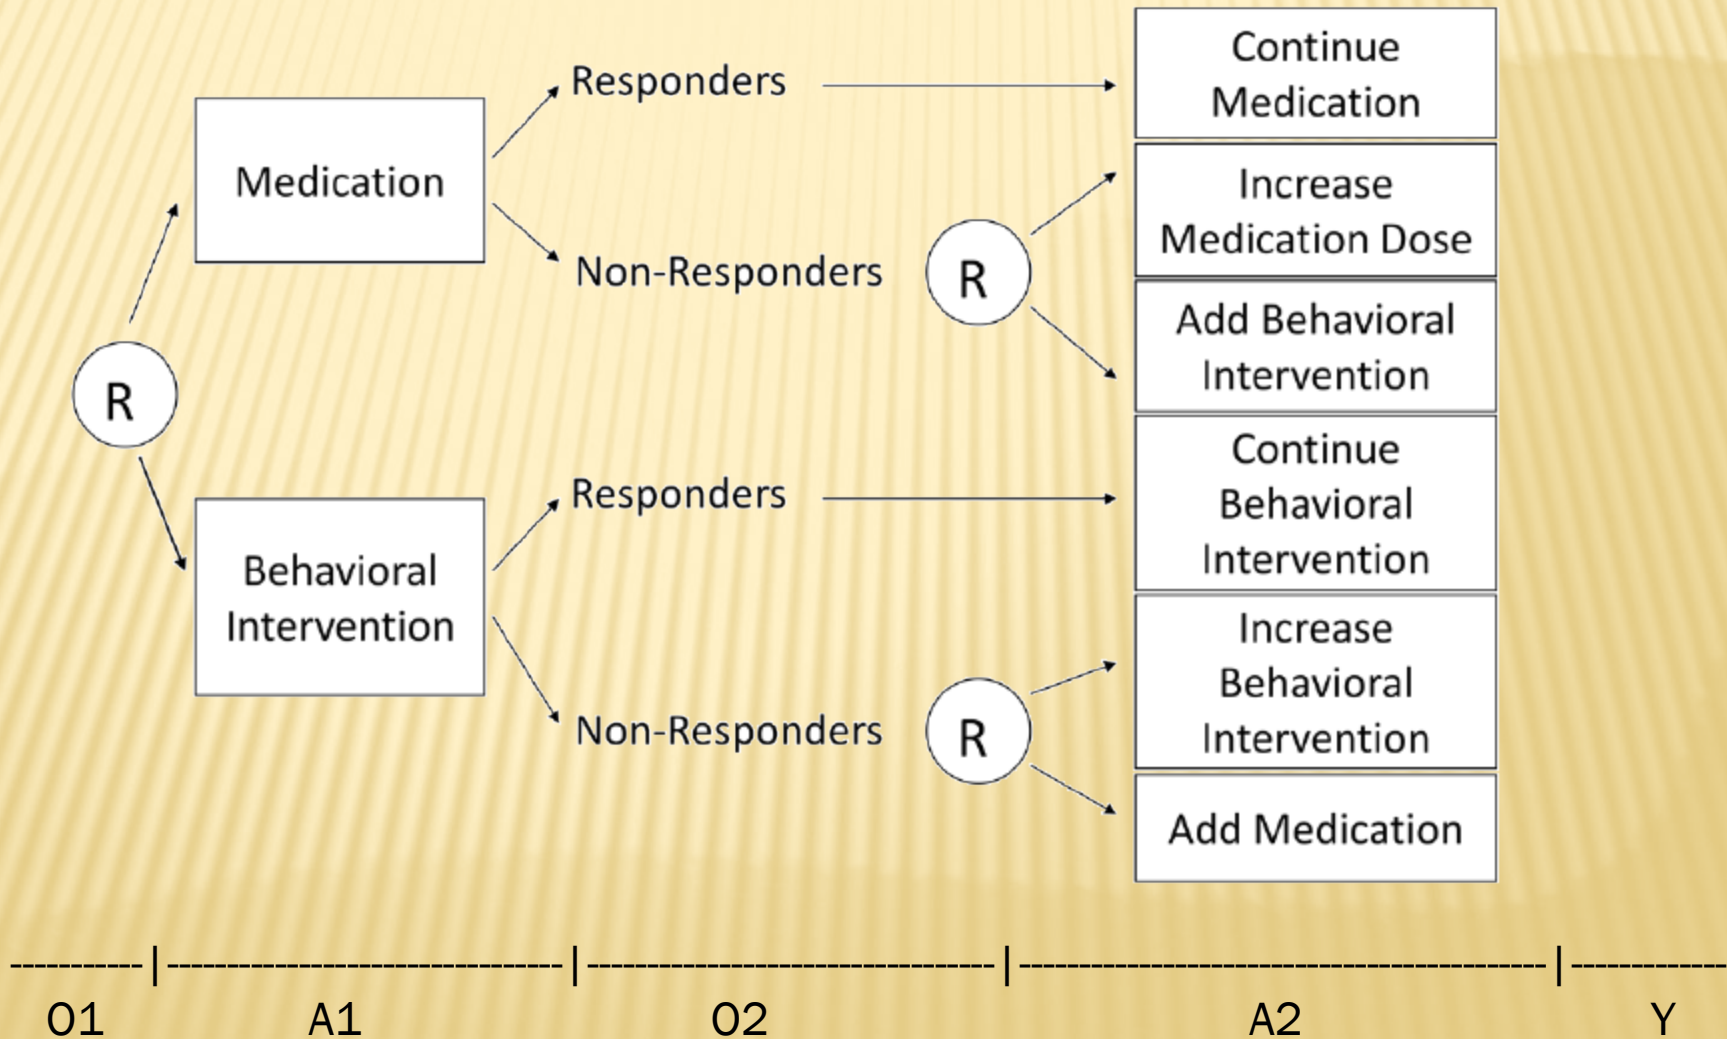 Medication
Responders
Non-Responders
R
Behavioral
Intervention
Responders
Non-Responders
R
R
Continue
Medication
Increase
Medication Dose
Add Behavioral
Intervention
Continue
Behavioral
Intervention
Increase
Behavioral
Intervention
Add Medication
-----------|---------------------------------|---------------------------------|-------------------------------------------|-------------
O1 A1 O2 A2 Y